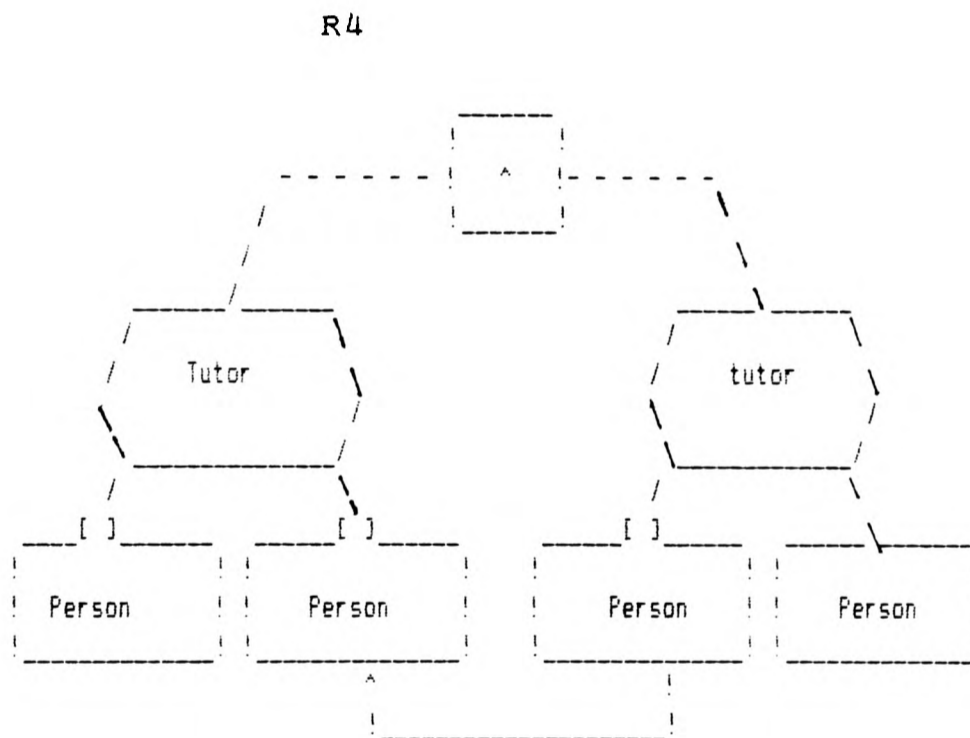 R4
^
Tutor tutor
[ ] [ ] [ ]
Person Person Person Person
^